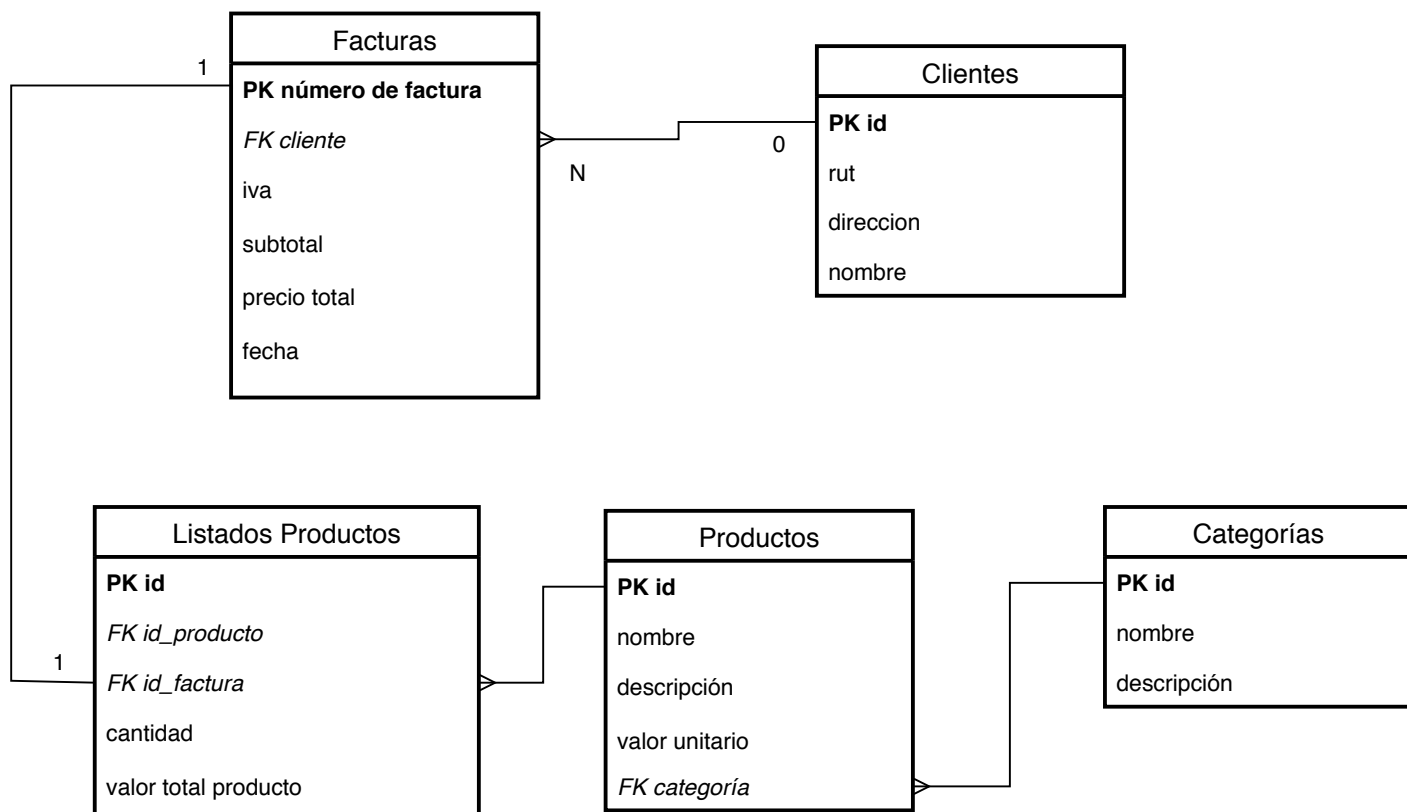 Facturas
PK número de factura
FK cliente
iva
subtotal
precio total
fecha
1
N
0
Clientes
PK id
rut
direccion
nombre
1
Listados Productos
PK id
FK id_producto
FK id_factura
cantidad
valor total producto
Productos
PK id
nombre
descripción
valor unitario
FK categoría
Categorías
PK id
nombre
descripción